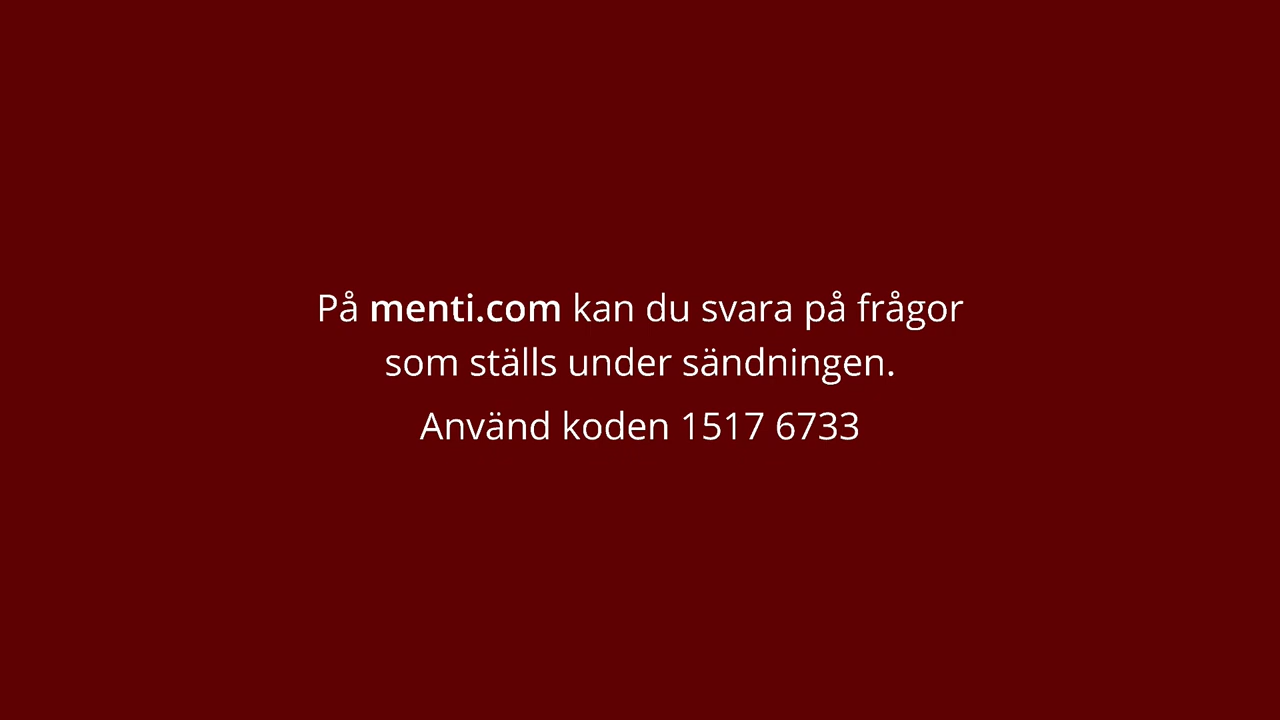 På menti.com kan du svara på frågor
som ställs under sändningen.
Använd koden 1517 6733